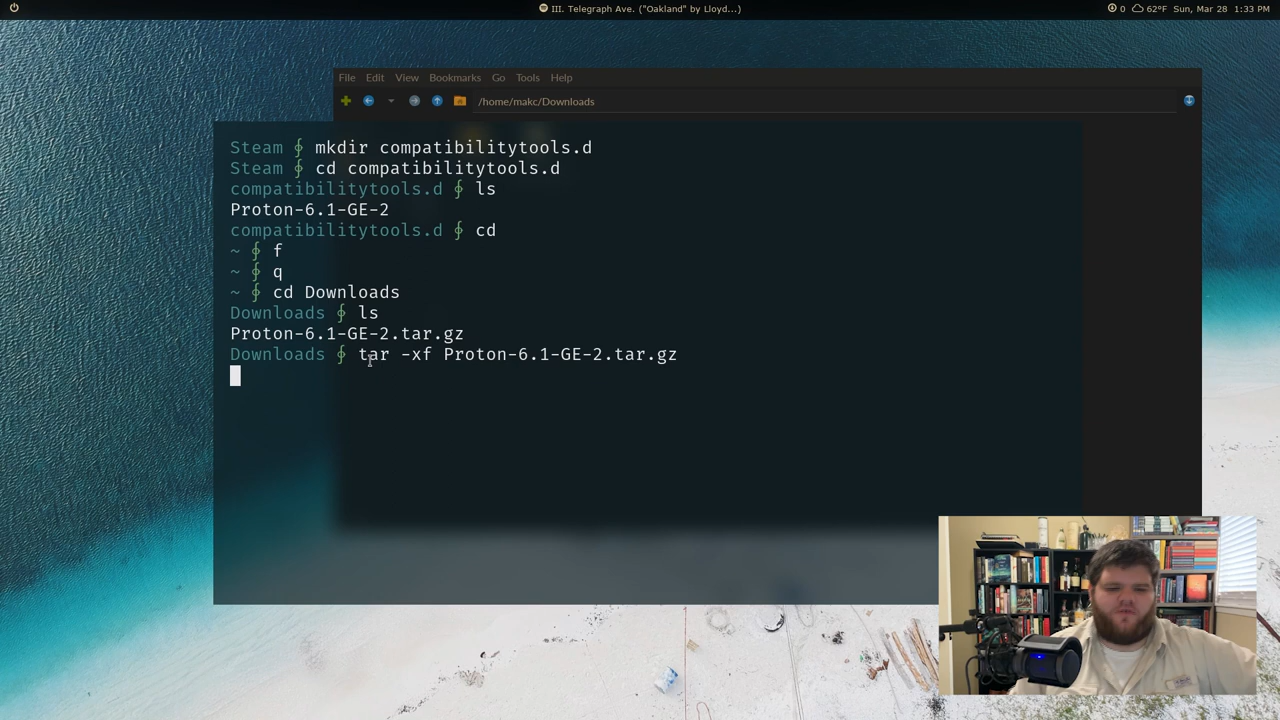 III. Telegraph Ave. ("Oakland" by Lloyd...)
0 62°F Sun, Mar 28 1:33 PM
File Edit View Bookmarks Go Tools Help
/home/makc/Downloads
Steam ∮ mkdir compatibilitytools.d
Steam ∮ cd compatibilitytools.d
compatibilitytools.d ∮ ls
Proton-6.1-GE-2
compatibilitytools.d ∮ cd
~ ∮ f
~ ∮ q
~ ∮ cd Downloads
Downloads ∮ ls
Proton-6.1-GE-2.tar.gz
Downloads ∮ tar -xf Proton-6.1-GE-2.tar.gz